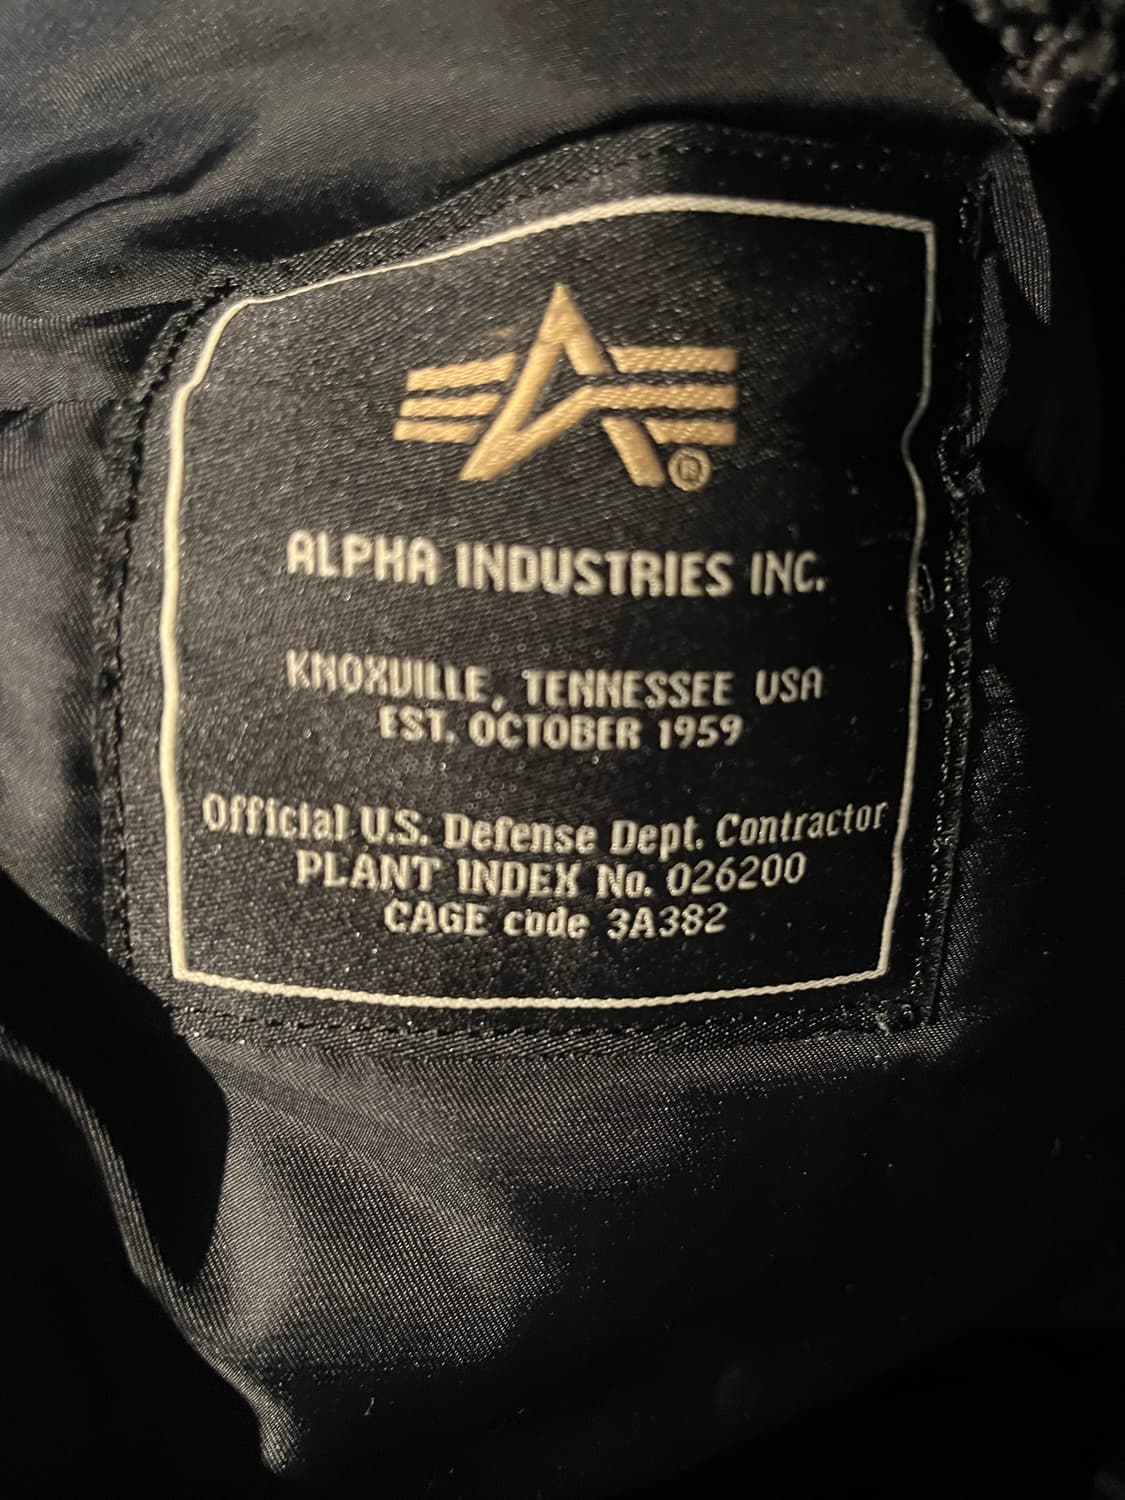 ®
ALPHA INDUSTRIES INC.
KNOXVILLE, TENNESSEE USA
EST. OCTOBER 1959
Official U.S. Defense Dept. Contractor
PLANT INDEX No. 026200
CAGE code 3A382